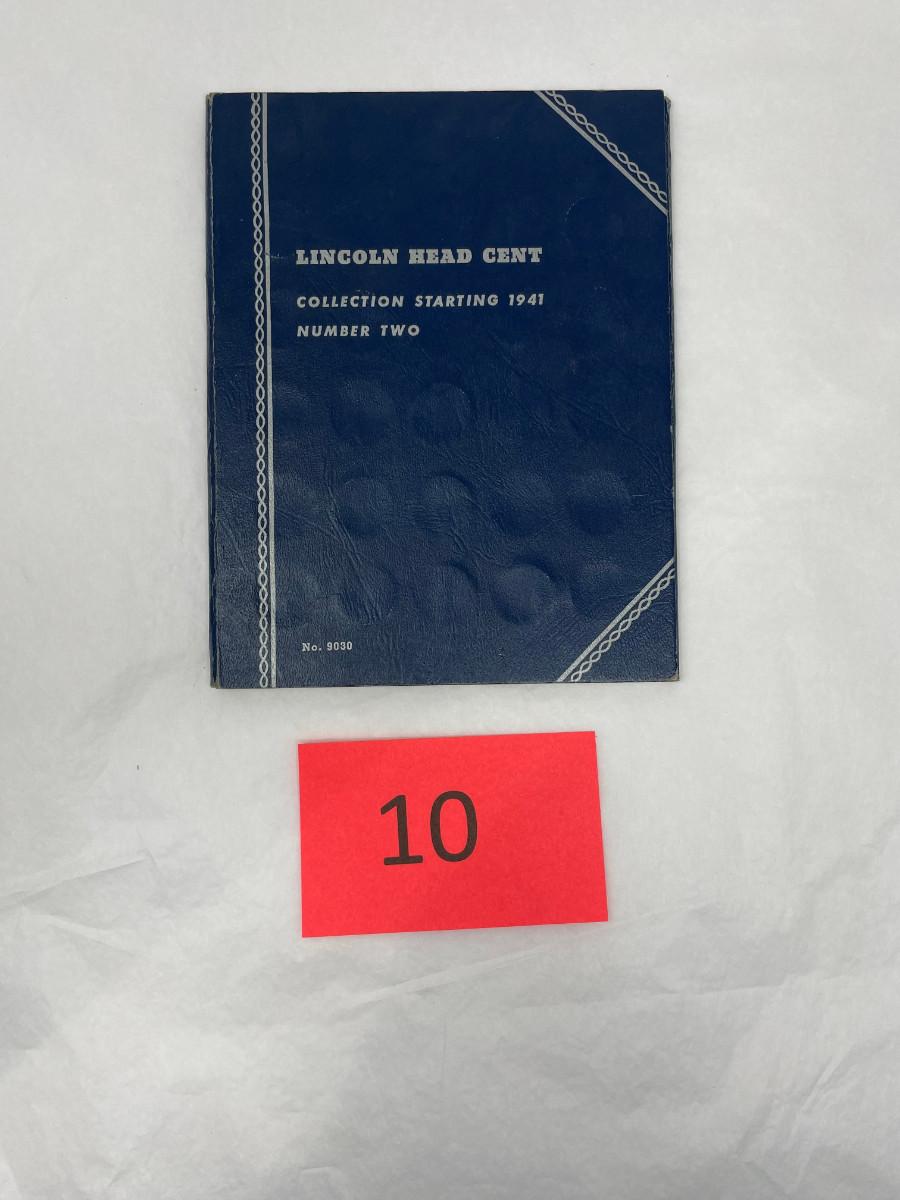 LINCOLN HEAD CENT
COLLECTION STARTING 1941
NUMBER TWO
No. 9030
10